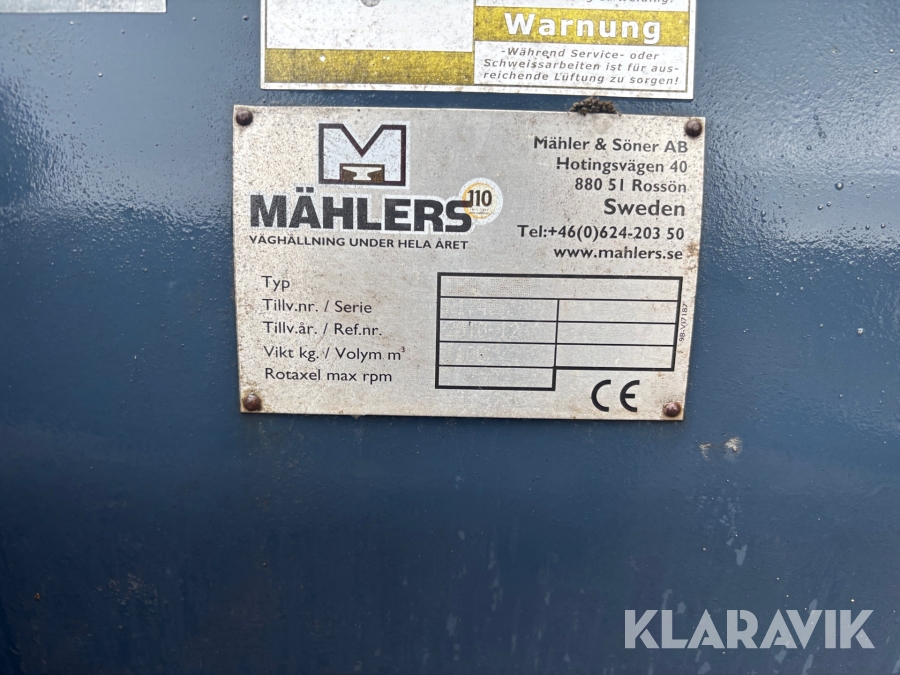 Warnung
-Während Service- oder
Schweissarbeiten ist für aus-
reichende Lüftung zu sorgen!
M
MÄHLERS
110
VÄGHÅLLNING UNDER HELA ÅRET
Mähler & Söner AB
Hotingsvägen 40
880 51 Rossön
Sweden
Tel:+46(0)624-203 50
www.mahlers.se
Typ
Tillv.nr. / Serie
Tillv.år. / Ref.nr.
Vikt kg. / Volym m³
Rotaxel max rpm
CE
KLARAVIK